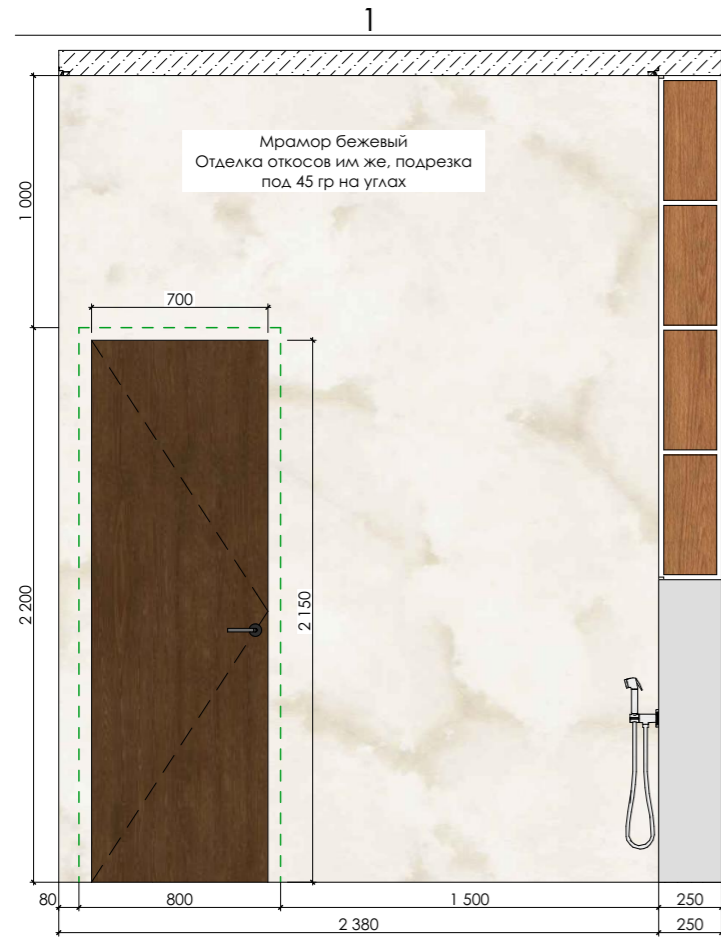 1
Мрамор бежевый
Отделка откосов им же, подрезка
под 45 гр на углах
1 000
700
2 200
2 150
80 800 1 500 250
2 380 250